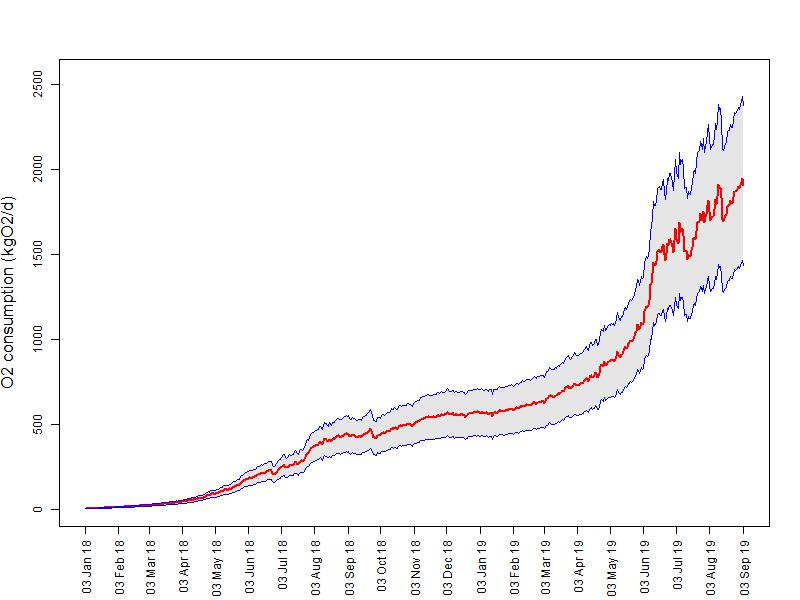 O2 consumption (kgO2/d)
2500
2000
1500
1000
500
0
03 Jan 18
03 Feb 18
03 Mar 18
03 Apr 18
03 May 18
03 Jun 18
03 Jul 18
03 Aug 18
03 Sep 18
03 Oct 18
03 Nov 18
03 Dec 18
03 Jan 19
03 Feb 19
03 Mar 19
03 Apr 19
03 May 19
03 Jun 19
03 Jul 19
03 Aug 19
03 Sep 19